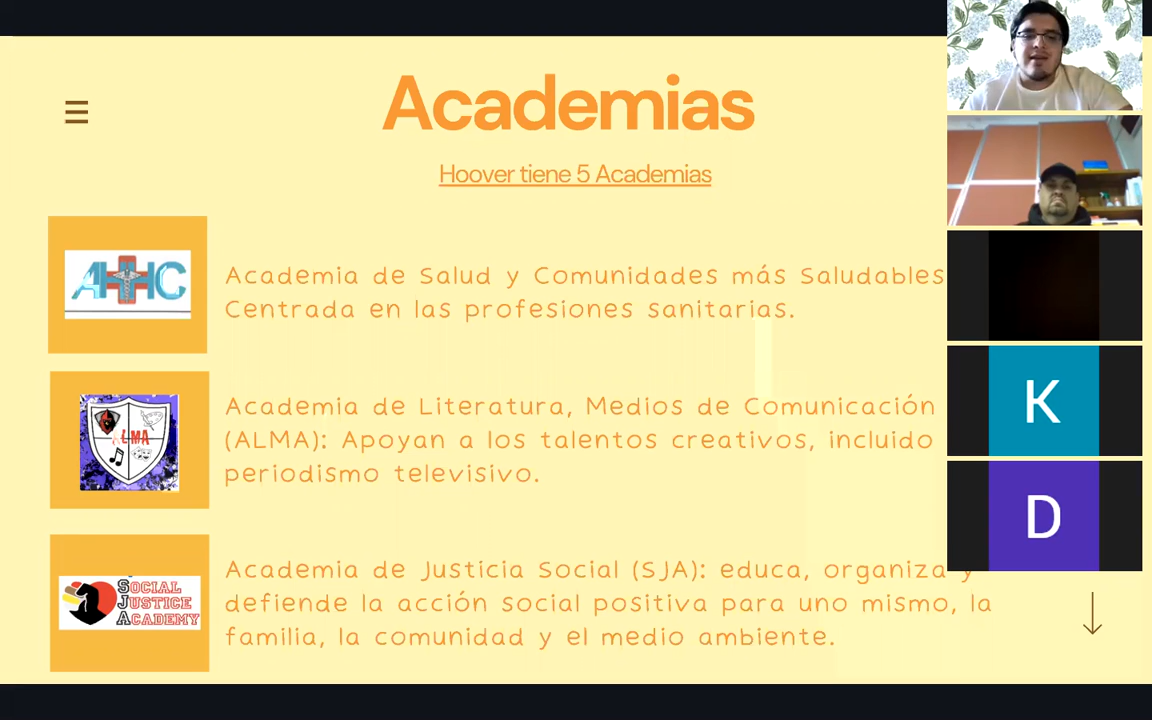 Academias
Hoover tiene 5 Academias
AHHC
Academia de Salud y Comunidades más Saludables
Centrada en las profesiones sanitarias.
ALMA
Academia de Literatura, Medios de Comunicación
(ALMA): Apoyan a los talentos creativos, incluido
periodismo televisivo.
SOCIAL
JUSTICE
ACADEMY
Academia de Justicia Social (SJA): educa, organiza y
defiende la acción social positiva para uno mismo, la
familia, la comunidad y el medio ambiente.
K
D